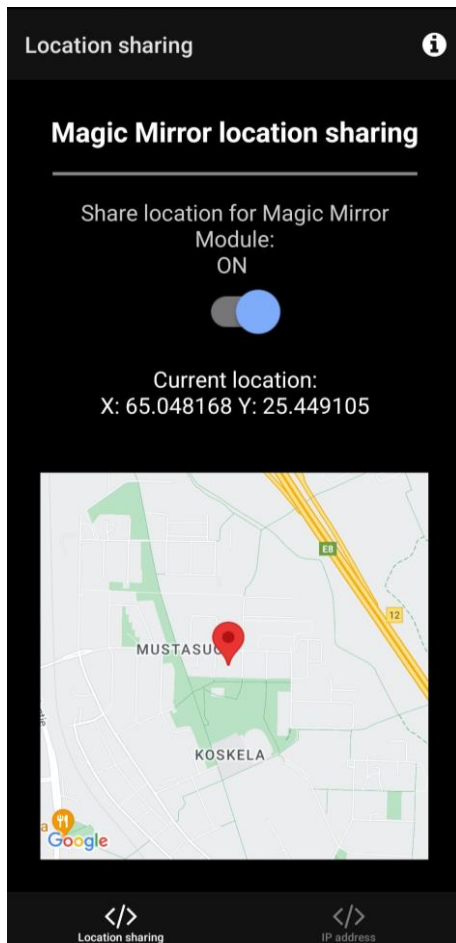 Location sharing
Magic Mirror location sharing
Share location for Magic Mirror
Module:
ON
Current location:
X: 65.048168 Y: 25.449105
E8
12
MUSTASUO
KOSKELA
Google
Location sharing
IP address